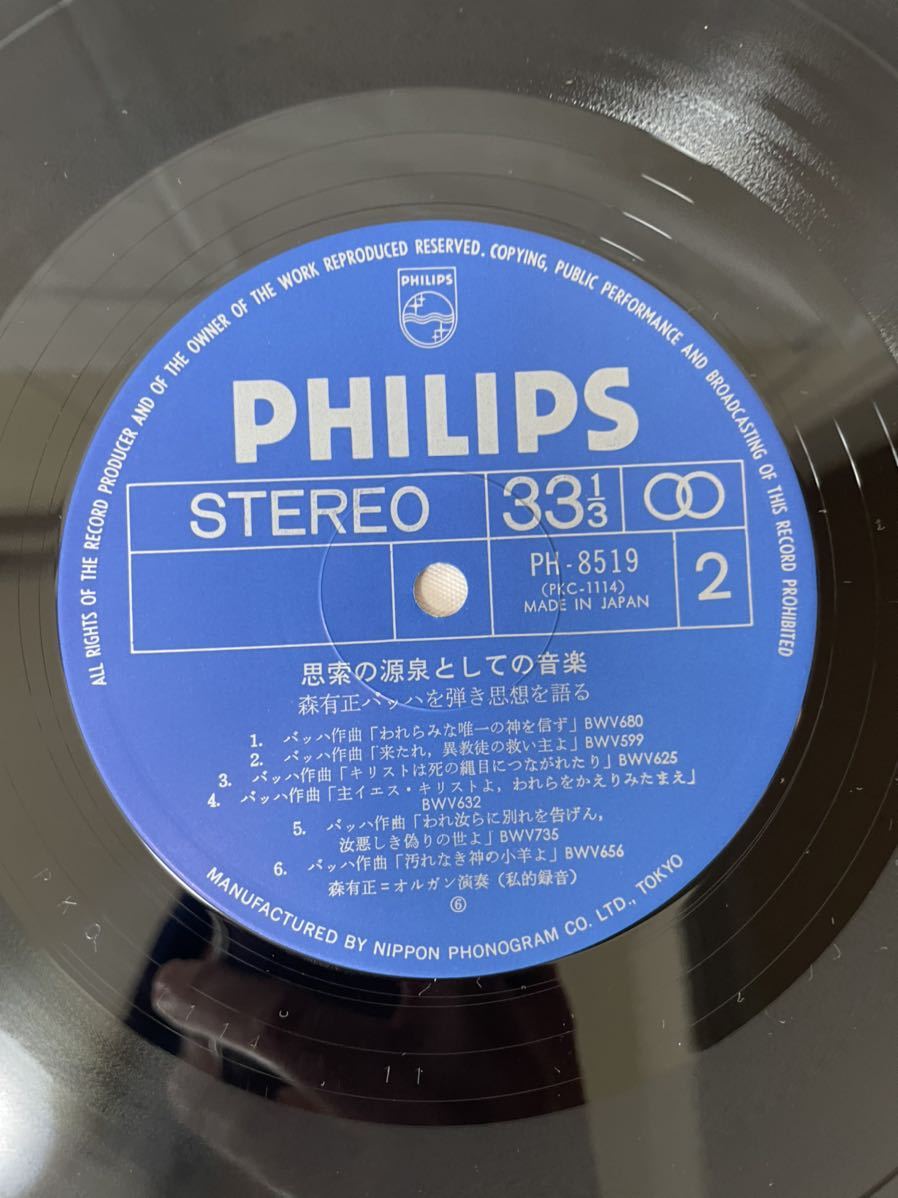 ALL RIGHTS OF THE RECORD PRODUCER AND OF THE OWNER OF THE WORK REPRODUCED RESERVED. COPYING, PUBLIC PERFORMANCE AND BROADCASTING OF THIS RECORD PROHIBITED
PHILIPS
PHILIPS
STEREO
33 1/3
PH-8519
(PKC-1114)
MADE IN JAPAN
2
思索の源泉としての音楽
森有正バッハを弾き思想を語る
1. バッハ作曲「われらみな唯一の神を信ず」BWV680
2. バッハ作曲「来たれ,異教徒の救い主よ」BWV599
3. バッハ作曲「キリストは死の縄目につながれたり」BWV625
4. バッハ作曲「主イエス・キリストよ,われらをかえりみたまえ」
BWV632
5. バッハ作曲「われ汝らに別れを告げん,
汝悪しき偽りの世よ」BWV735
6. バッハ作曲「汚れなき神の小羊よ」BWV656
森有正=オルガン演奏(私的録音)
⑥
MANUFACTURED BY NIPPON PHONOGRAM CO. LTD., TOKYO